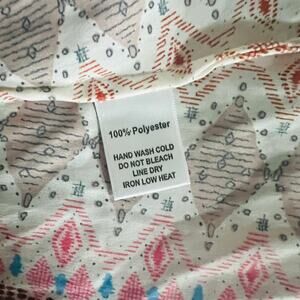 100% Polyester
HAND WASH COLD
DO NOT BLEACH
LINE DRY
IRON LOW HEAT